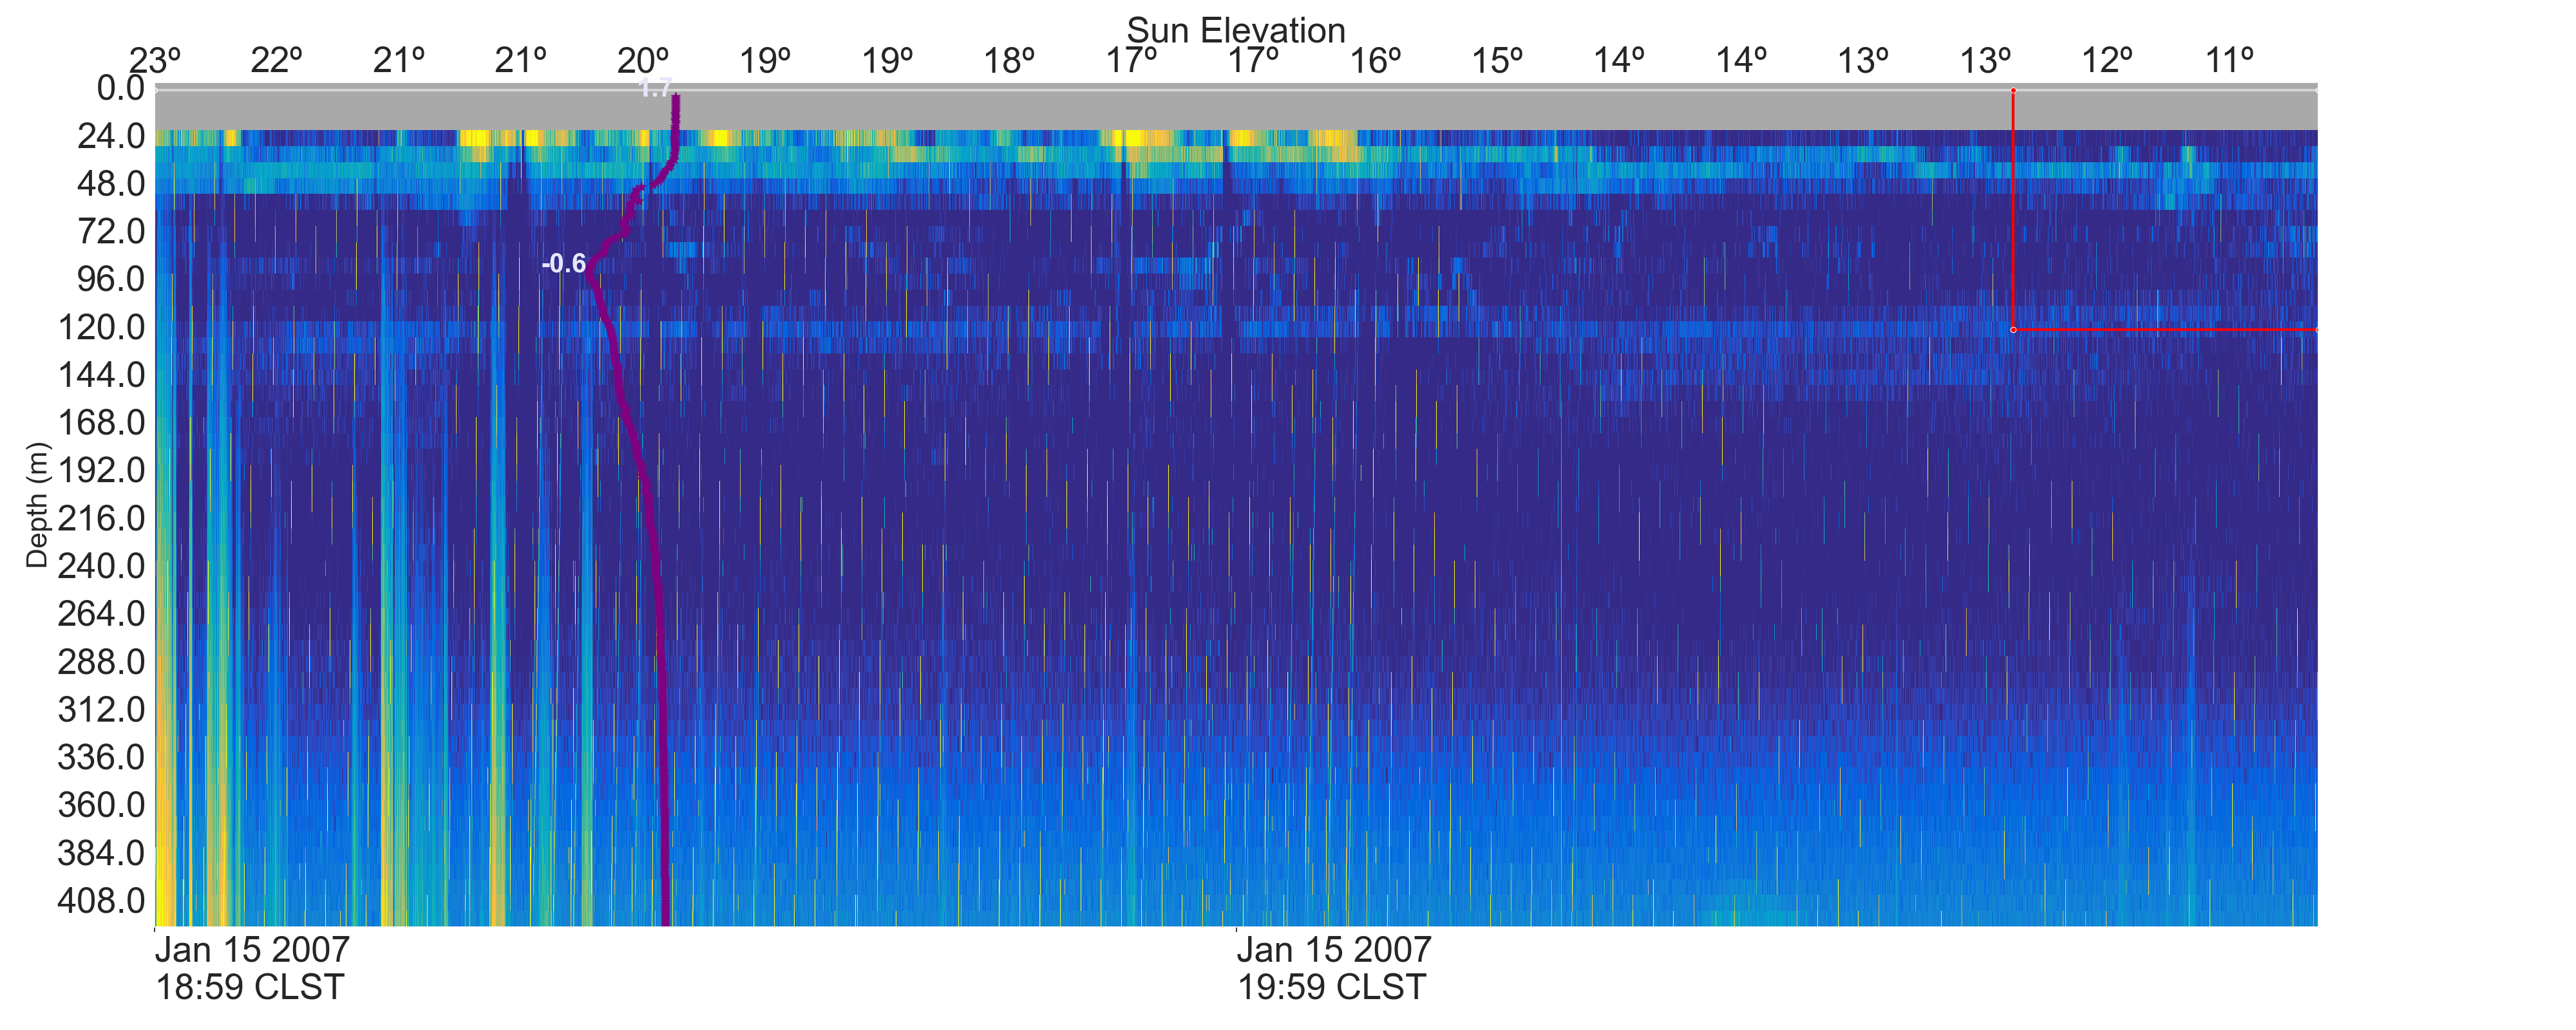 Sun Elevation
23º 22º 21º 21º 20º 19º 19º 18º 17º 17º 16º 15º 14º 14º 13º 13º 12º 11º
1.7
0.0
24.0
48.0
72.0
-0.6
96.0
120.0
144.0
168.0
192.0
216.0
240.0
264.0
288.0
312.0
336.0
360.0
384.0
408.0
Depth (m)
Jan 15 2007
18:59 CLST
Jan 15 2007
19:59 CLST